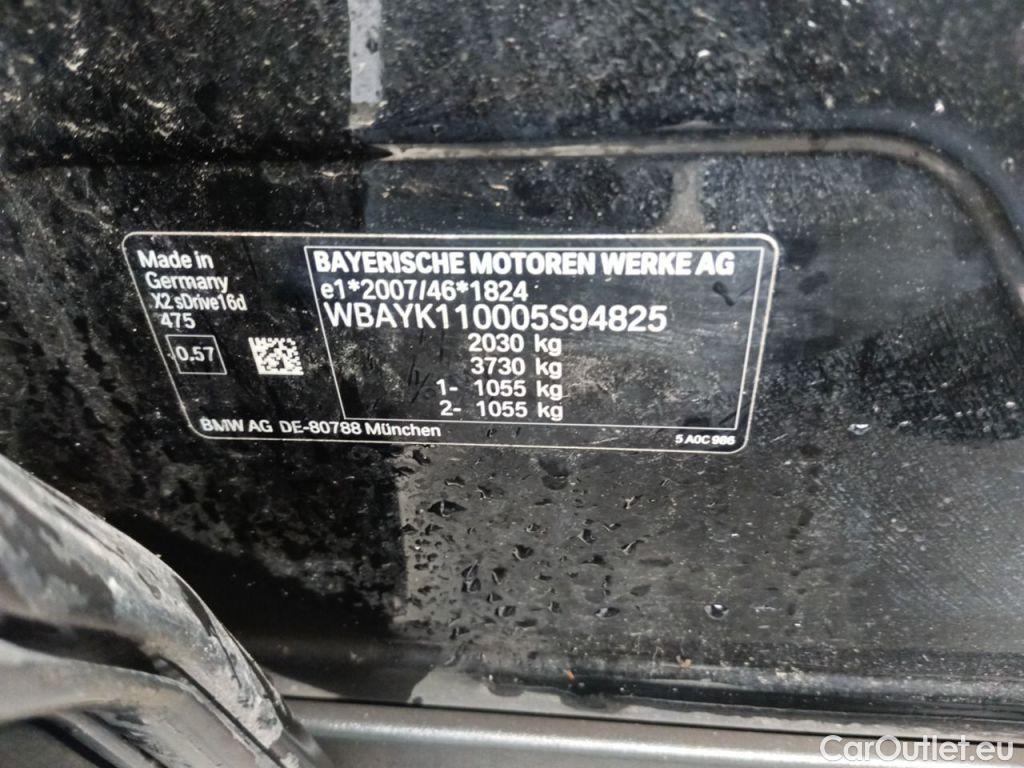 Made in
Germany
X2 sDrive16d
475
0.57
BAYERISCHE MOTOREN WERKE AG
e1*2007/46*1824
WBAYK110005S94825
2030 kg
3730 kg
1- 1055 kg
2- 1055 kg
BMW AG DE-80788 München
5 A0C 986
CarOutlet.eu